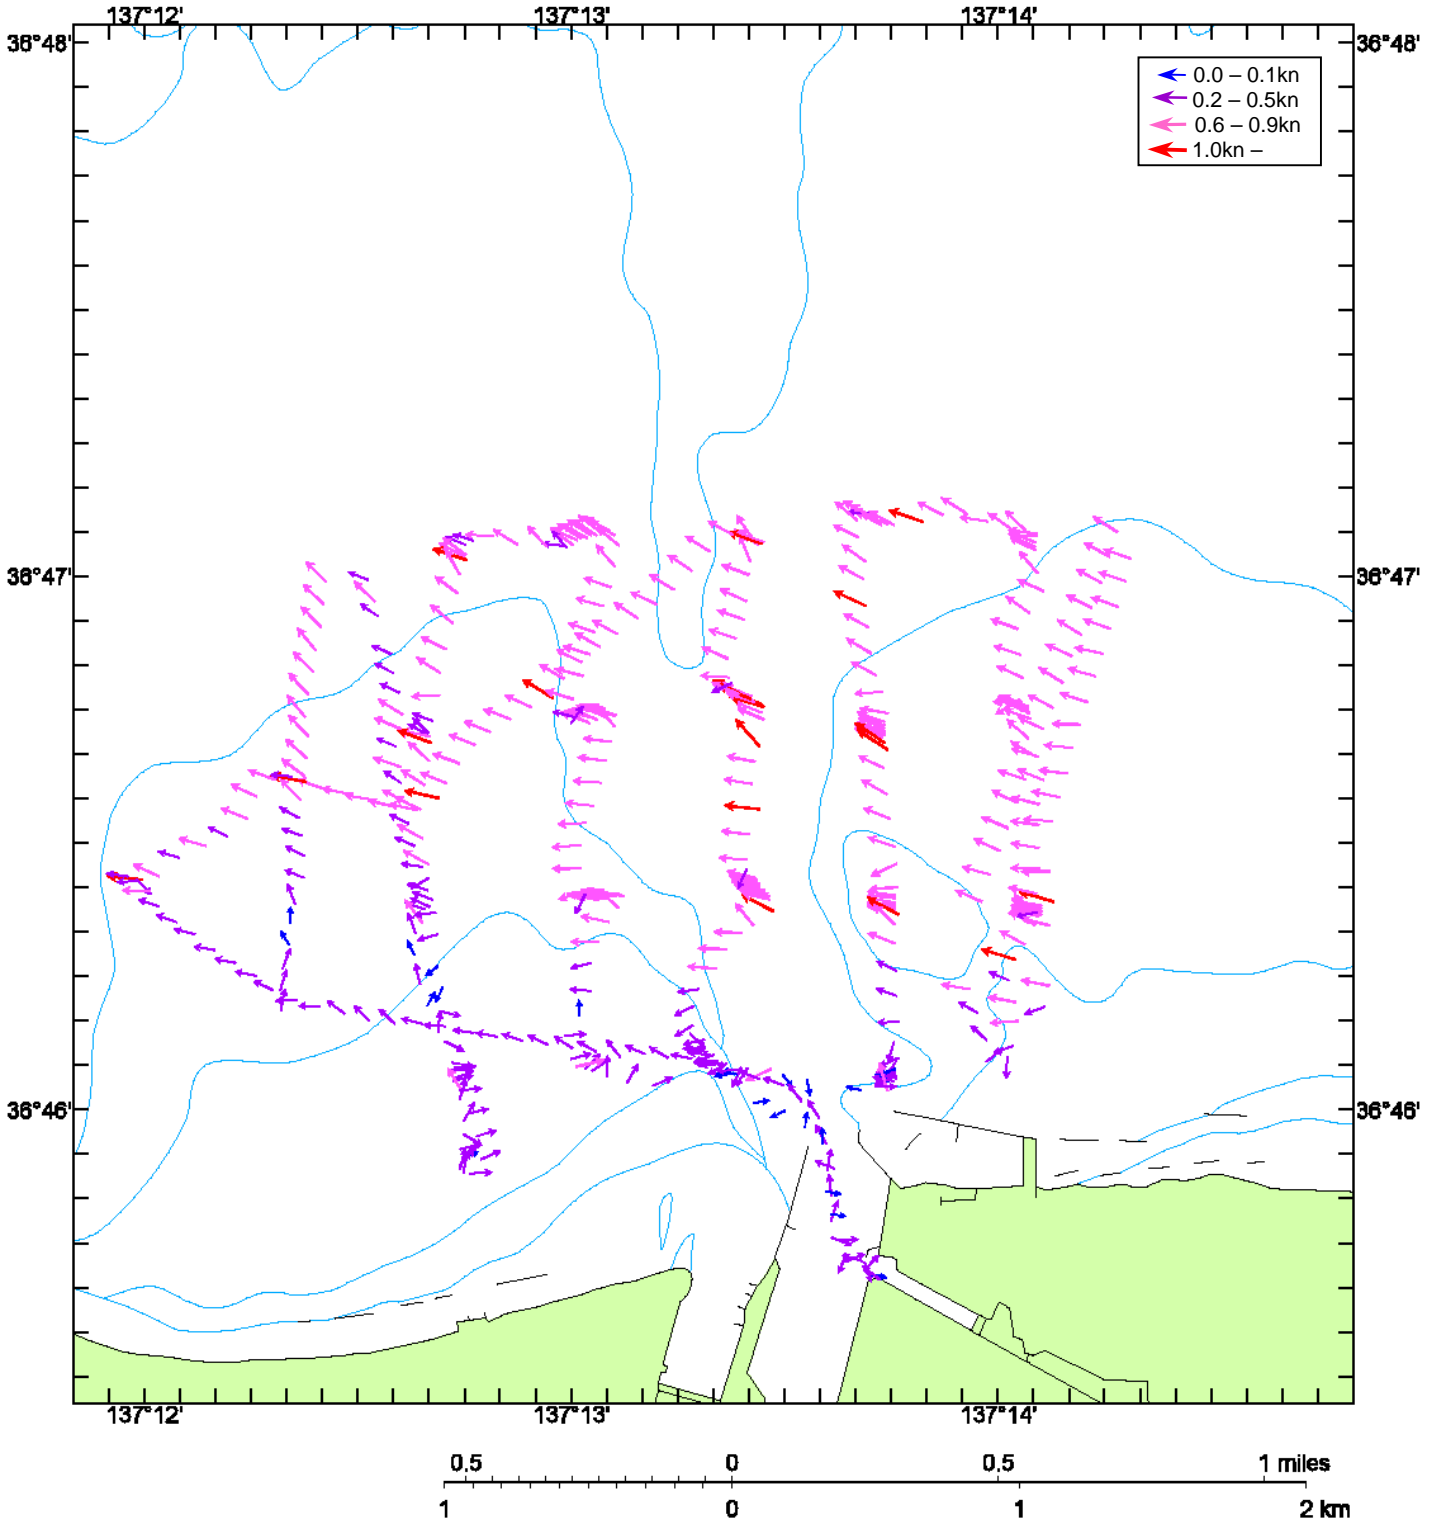 137°12' 137°13' 137°14'
36°48' 36°48'
0.0 – 0.1kn
0.2 – 0.5kn
0.6 – 0.9kn
1.0kn –
36°47' 36°47'
36°46' 36°46'
137°12' 137°13' 137°14'
0.5 0 0.5 1 miles
1 0 1 2 km